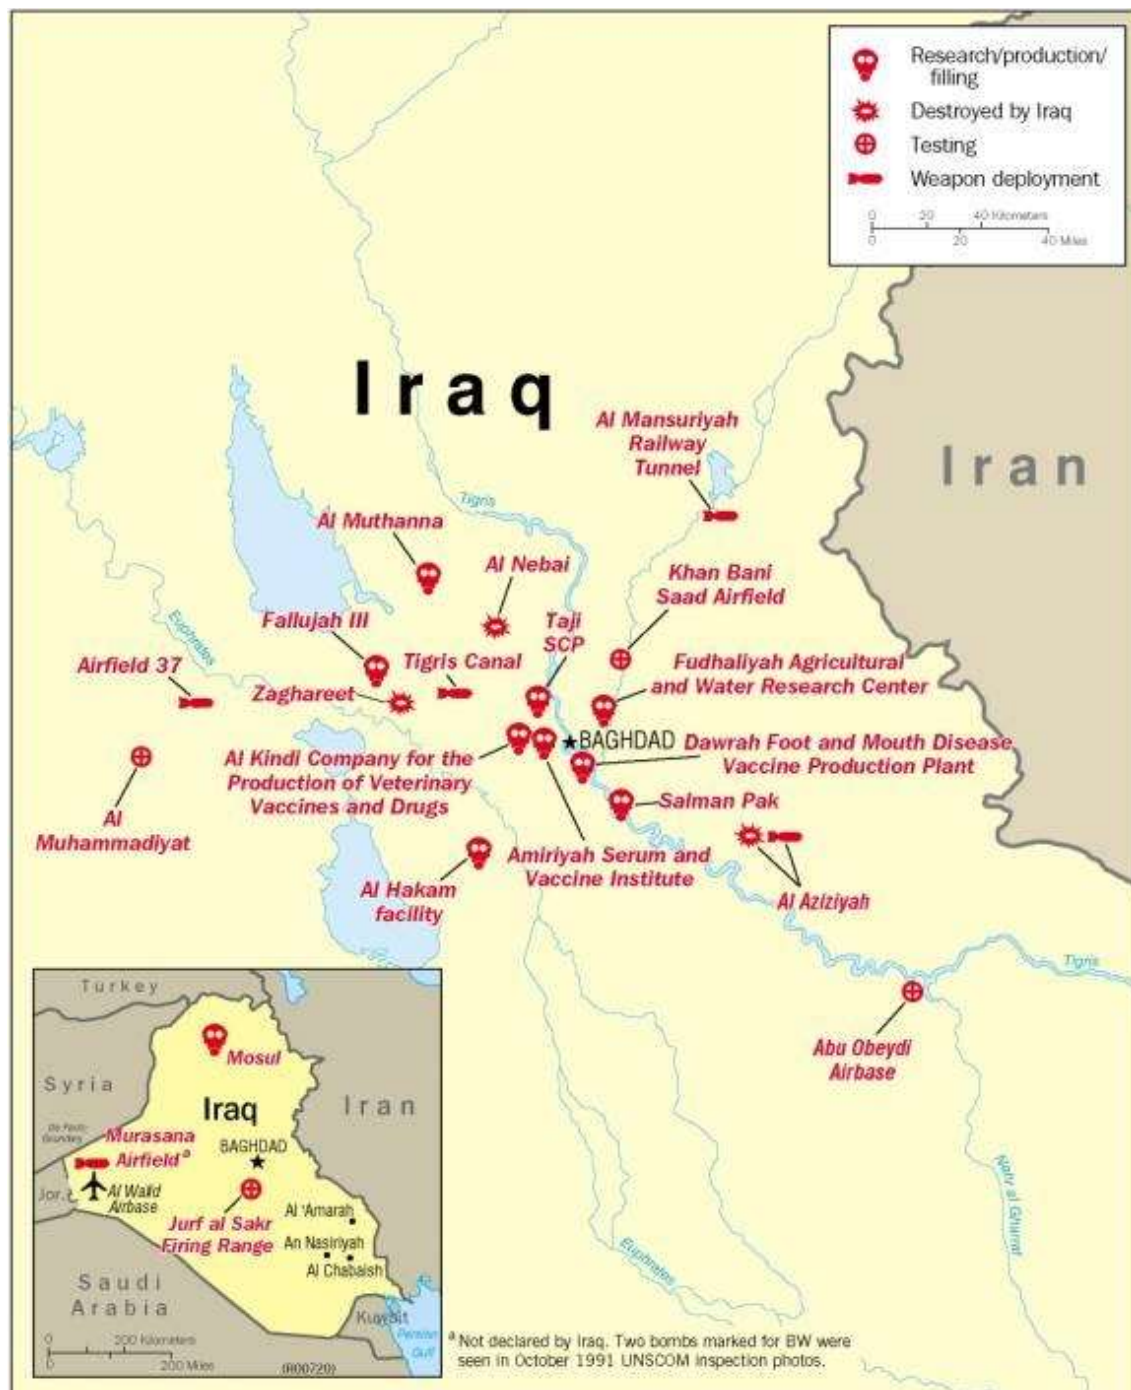 Research/production/
filling
Destroyed by Iraq
Testing
Weapon deployment
0 20 40 Kilometers
0 20 40 Miles
Iraq
Iran
Al Mansuriyah
Railway
Tunnel
Tigris
Al Muthanna
Al Nebai
Khan Bani
Saad Airfield
Euphrates
Fallujah III
Taji
SCP
Airfield 37
Tigris Canal
Zaghareet
Fudhaliyah Agricultural
and Water Research Center
BAGHDAD
Al Kindi Company for the
Production of Veterinary
Vaccines and Drugs
Dawrah Foot and Mouth Disease
Vaccine Production Plant
Al
Muhammadiyat
Salman Pak
Amiriyah Serum and
Vaccine Institute
Al Hakam
facility
Al Aziziyah
Tigris
Abu Obeydi
Airbase
Euphrates
Turkey
Mosul
Syria
Iraq
Iran
Murasana
Airfield a
BAGHDAD
Jor.
Al Walid
Airbase
Jurf al Sakr
Firing Range
Al 'Amarah
An Nasiriyah
Al Chabaish
Saudi
Arabia
Kuwait
Persian
Gulf
0 200 Kilometers
0 200 Miles
(R00720)
a Not declared by Iraq. Two bombs marked for BW were
seen in October 1991 UNSCOM inspection photos.